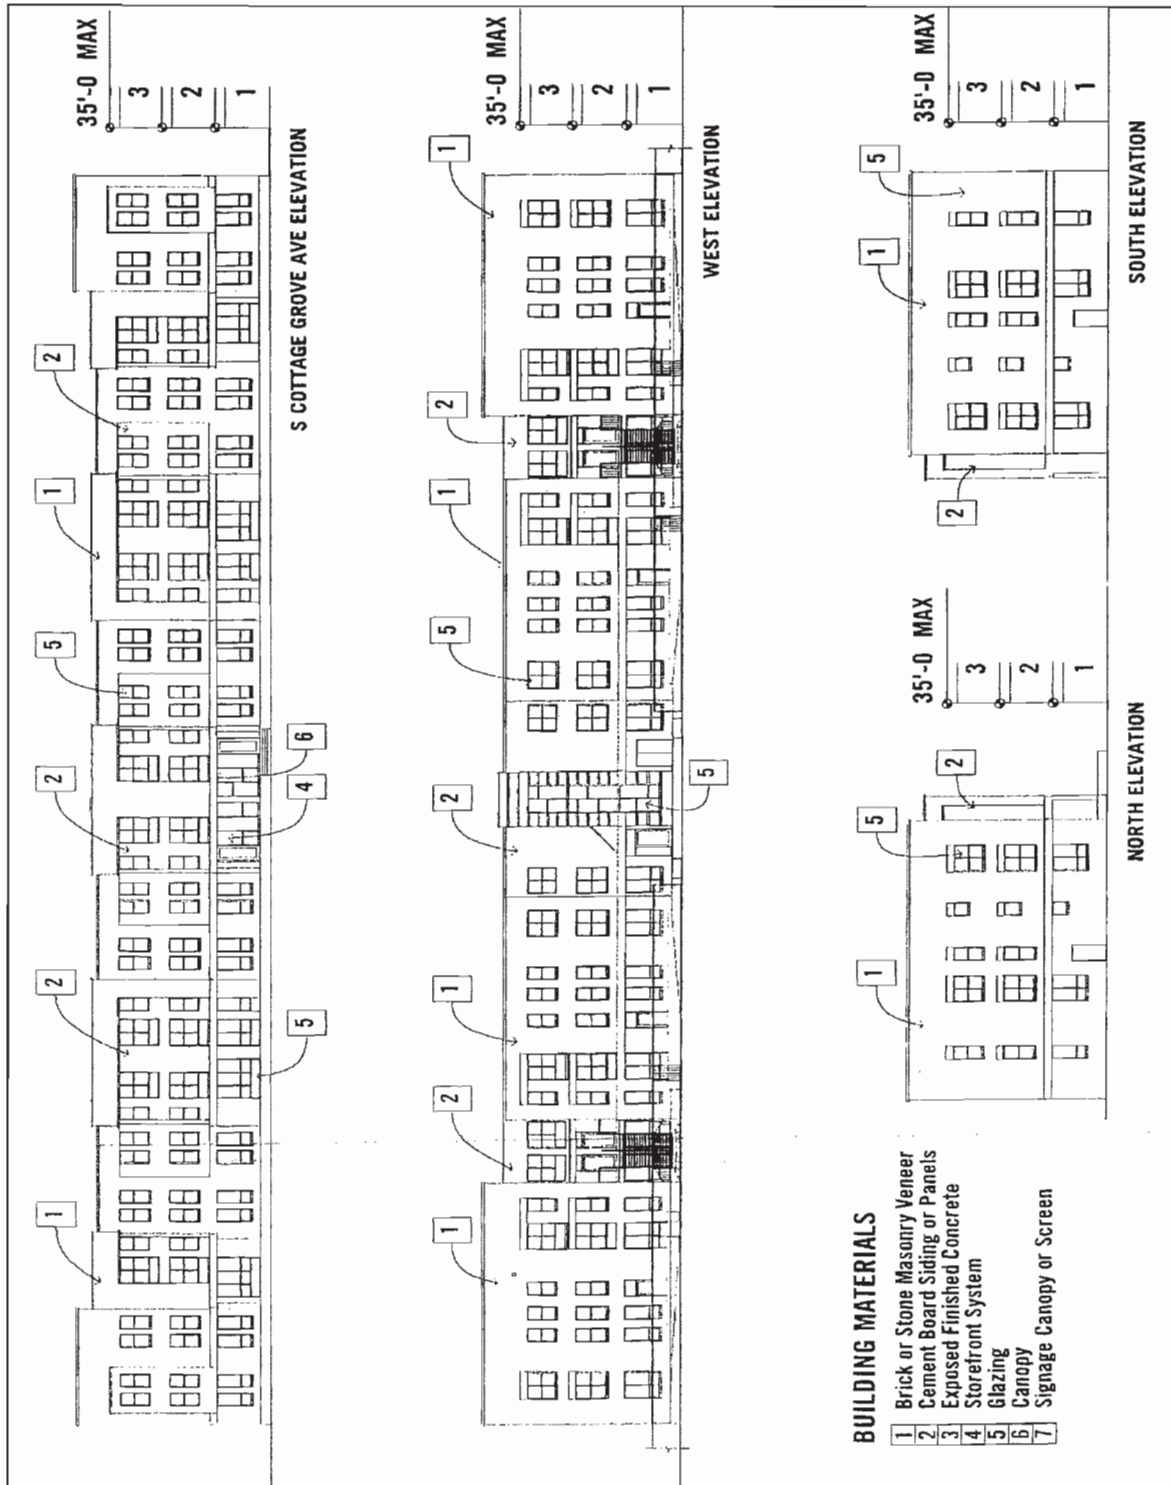 1
2
2
5
1
2
35'-0 MAX
3
2
1
5
4
6
S COTTAGE GROVE AVE ELEVATION
1
2
1
2
5
1
2
1
35'-0 MAX
3
2
1
5
WEST ELEVATION
BUILDING MATERIALS
1 Brick or Stone Masonry Veneer
2 Cement Board Siding or Panels
3 Exposed Finished Concrete
4 Storefront System
5 Glazing
6 Canopy
7 Signage Canopy or Screen
1
5
2
35'-0 MAX
3
2
1
NORTH ELEVATION
2
1
5
35'-0 MAX
3
2
1
SOUTH ELEVATION